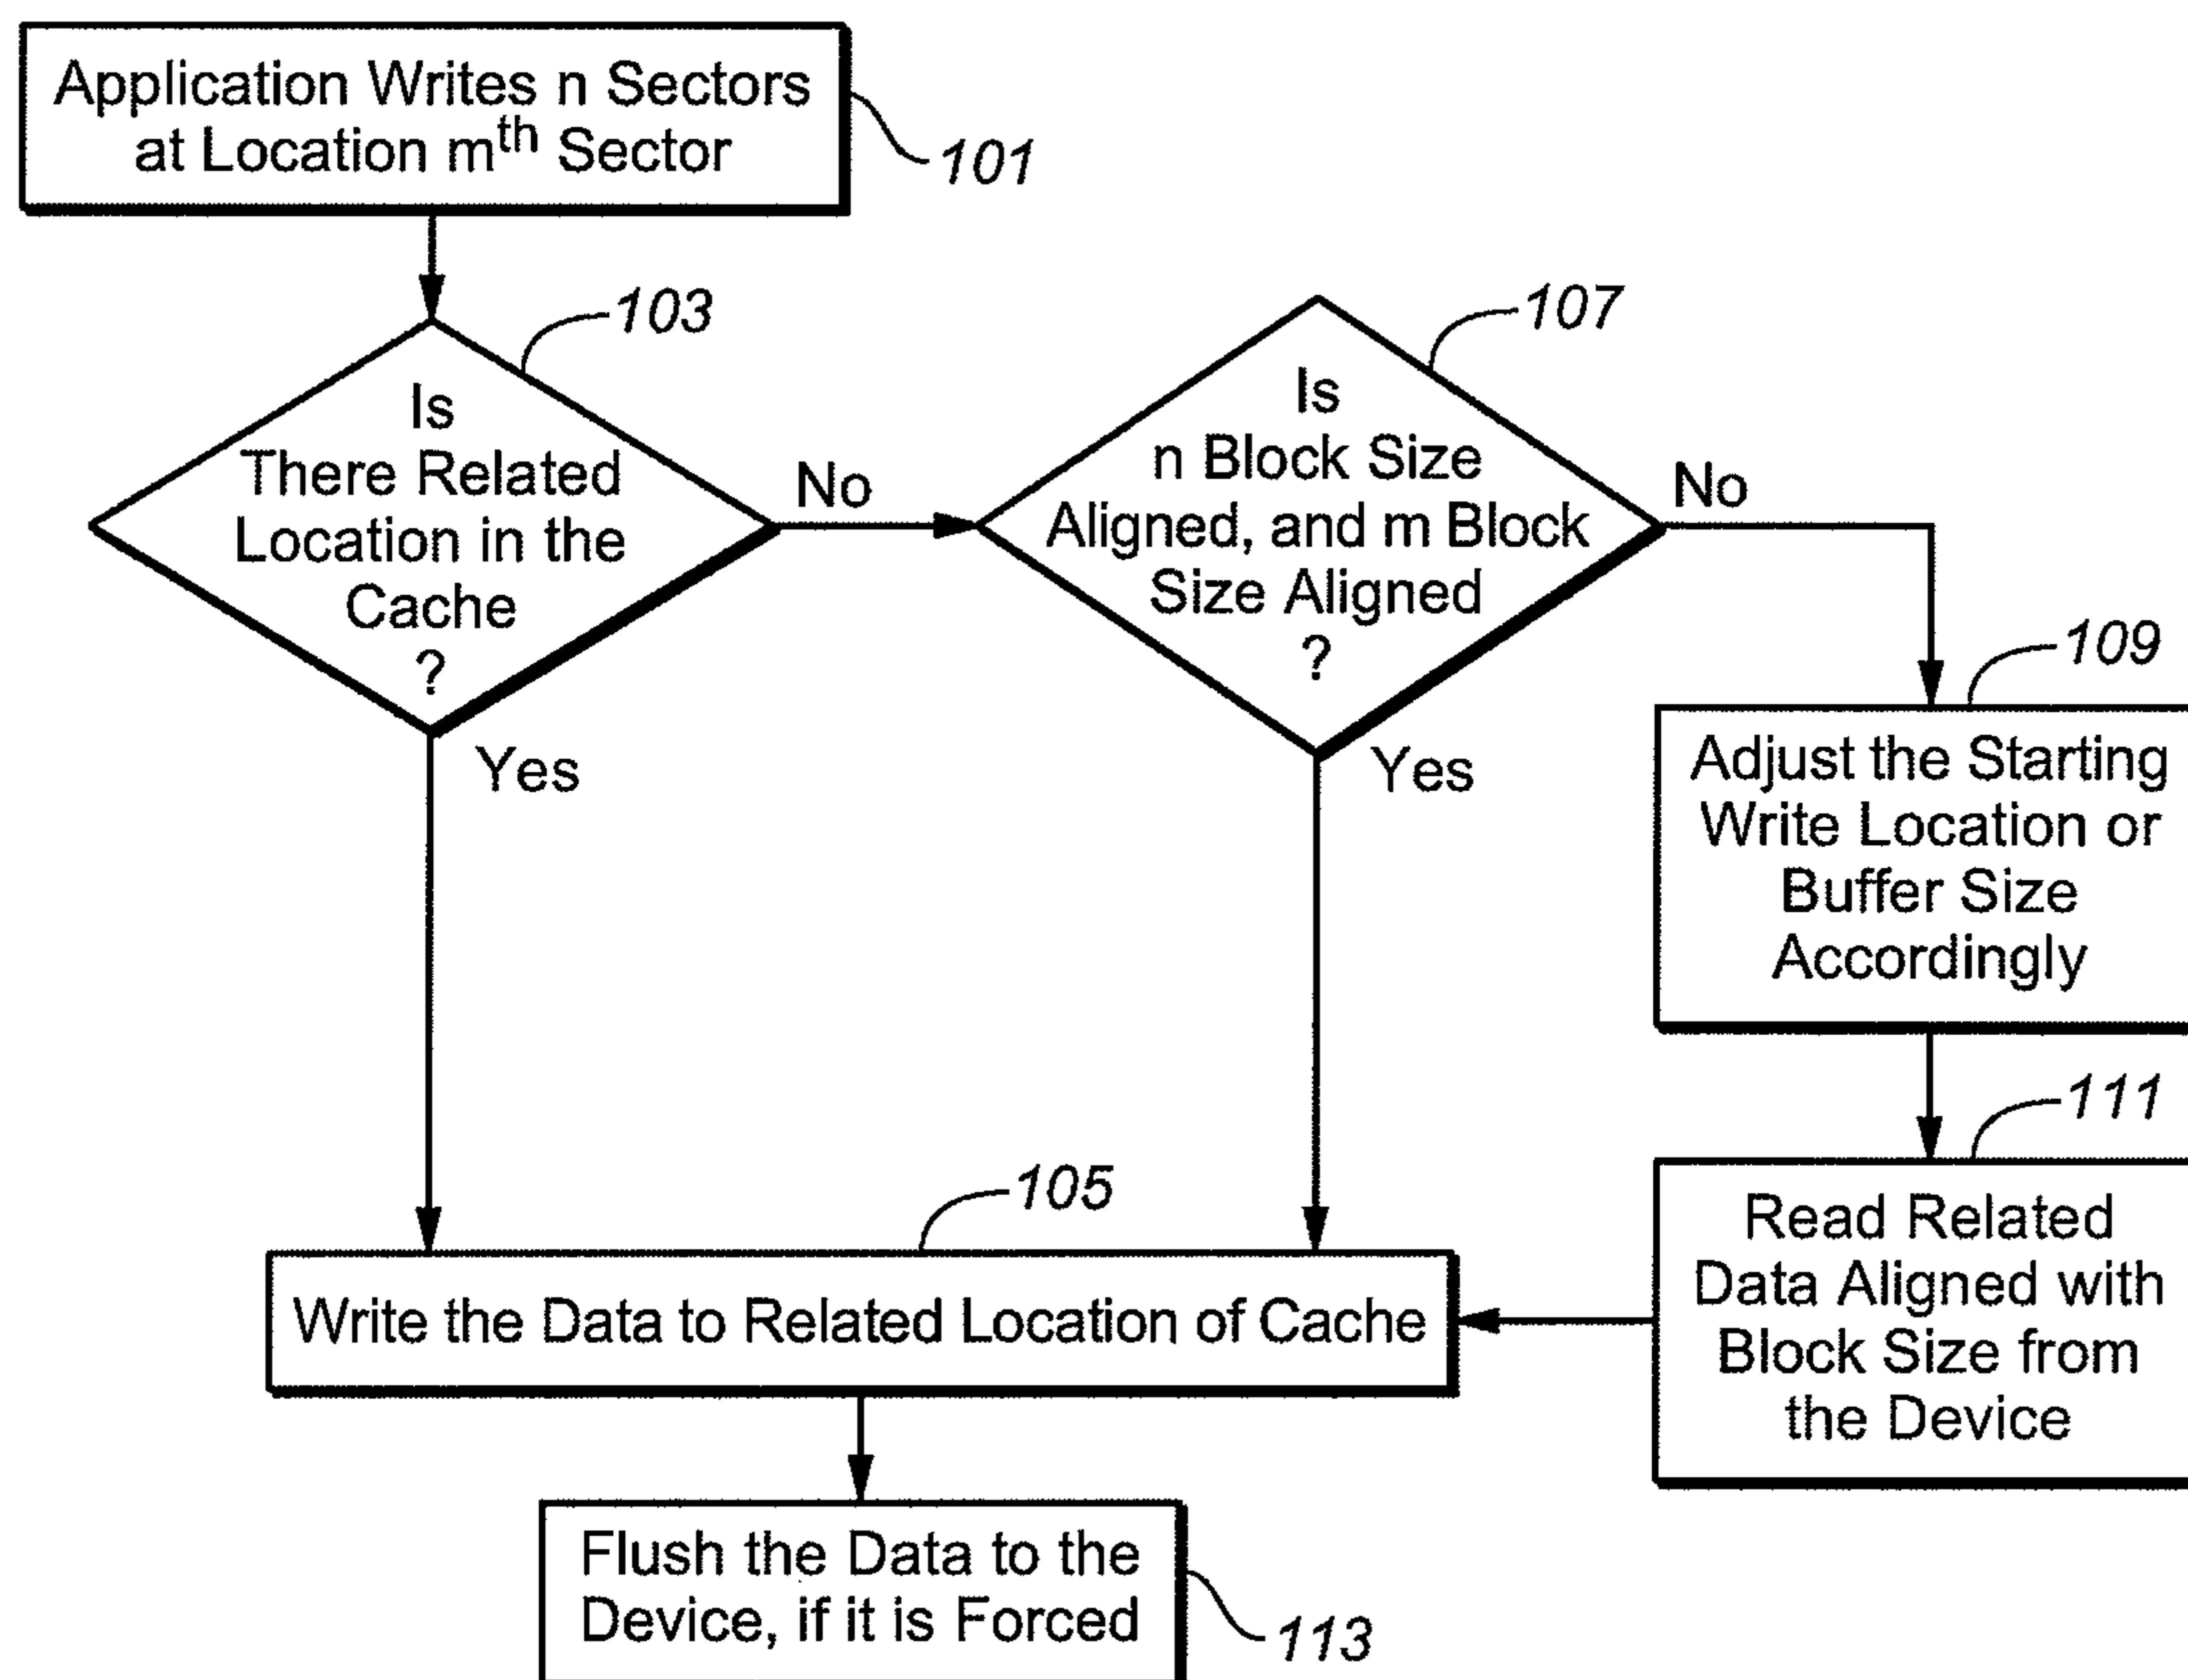 Application Writes n Sectors
at Location mth Sector
101
103
Is
There Related
Location in the
Cache
?
No
Yes
107
Is
n Block Size
Aligned, and m Block
Size Aligned
?
No
Yes
109
Adjust the Starting
Write Location or
Buffer Size
Accordingly
111
Read Related
Data Aligned with
Block Size from
the Device
105
Write the Data to Related Location of Cache
Flush the Data to the
Device, if it is Forced
113